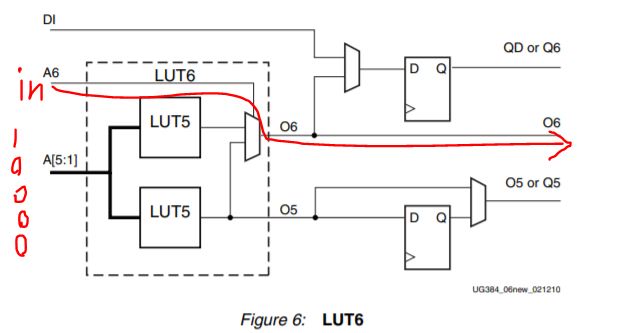 DI
QD or Q6
A6
LUT6
D Q
in
LUT5
O6
O6
1
0
A[5:1]
0
O5 or Q5
0
LUT5
O5
D Q
0
UG384_06new_021210
Figure 6: LUT6